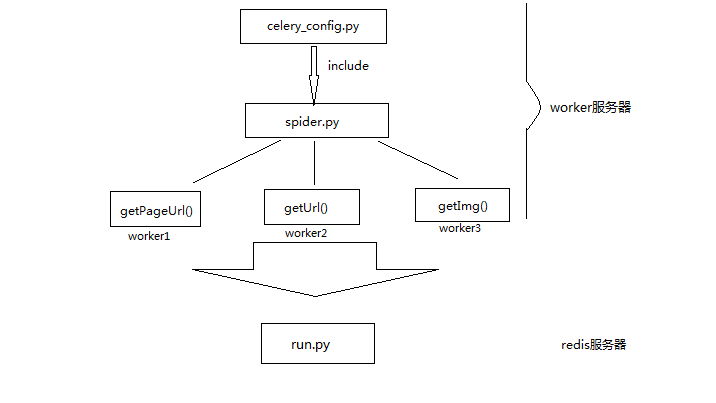 celery_config.py
include
worker服务器
spider.py
getPageUrl()
getUrl()
getImg()
worker1
worker2
worker3
run.py
redis服务器